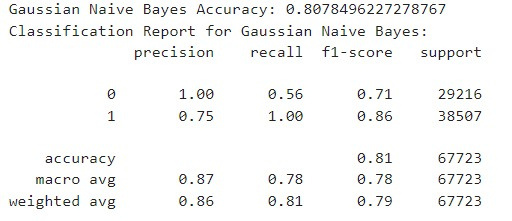 Gaussian Naive Bayes Accuracy: 0.8078496227278767
Classification Report for Gaussian Naive Bayes:
precision recall f1-score support
0 1.00 0.56 0.71 29216
1 0.75 1.00 0.86 38507
accuracy 0.81 67723
macro avg 0.87 0.78 0.78 67723
weighted avg 0.86 0.81 0.79 67723